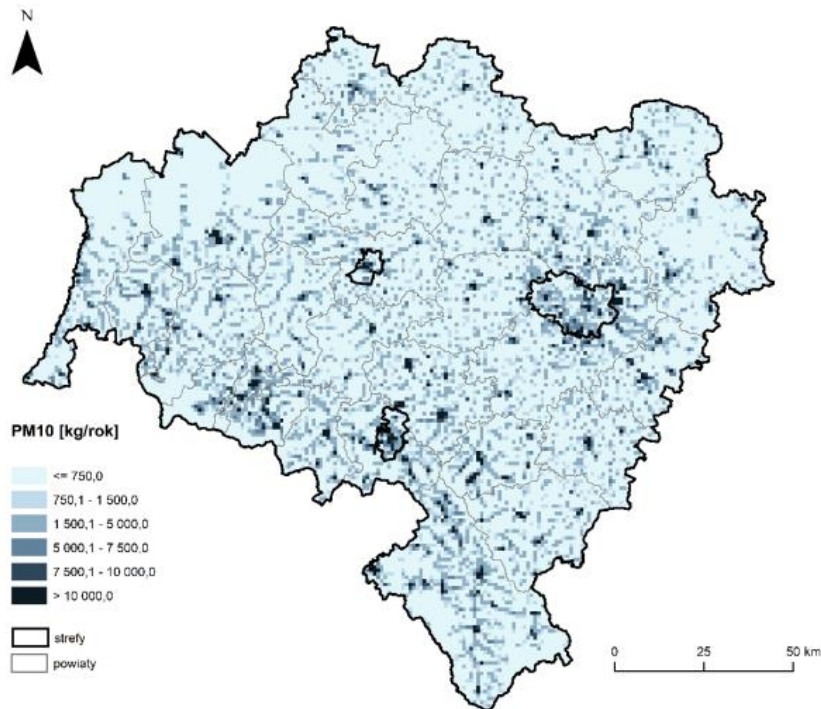 N
PM10 [kg/rok]
<= 750,0
750,1 - 1 500,0
1 500,1 - 5 000,0
5 000,1 - 7 500,0
7 500,1 - 10 000,0
> 10 000,0
strefy
powiaty
0 25 50 km